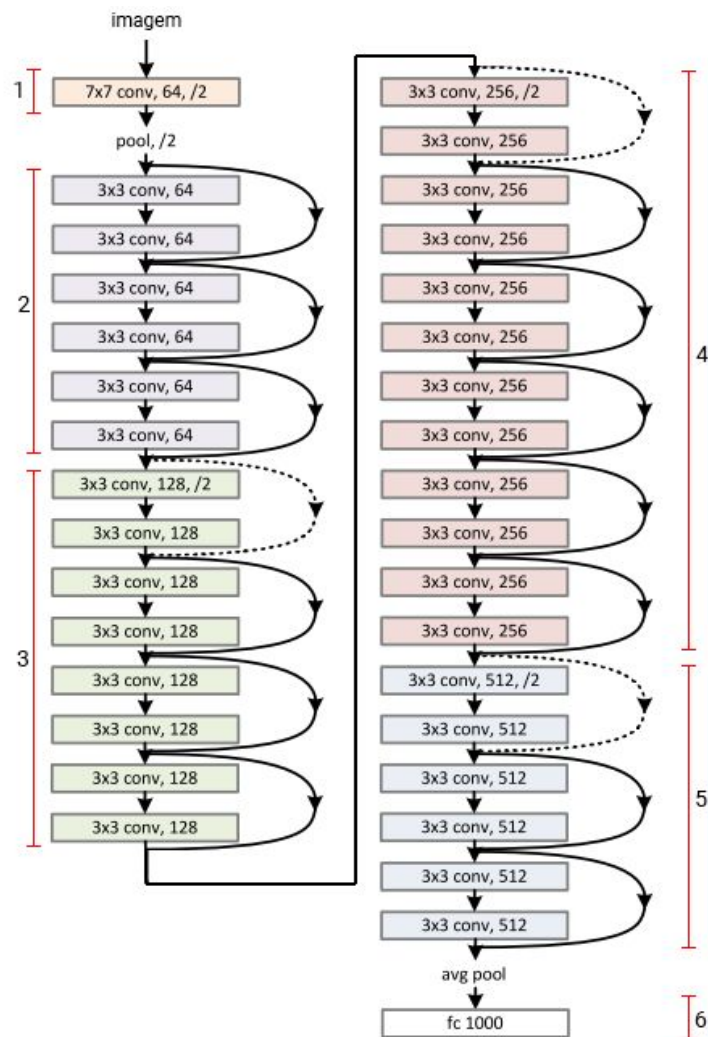 imagem
1
7x7 conv, 64, /2
pool, /2
2
3x3 conv, 64
3x3 conv, 64
3x3 conv, 64
3x3 conv, 64
3x3 conv, 64
3x3 conv, 64
3
3x3 conv, 128, /2
3x3 conv, 128
3x3 conv, 128
3x3 conv, 128
3x3 conv, 128
3x3 conv, 128
3x3 conv, 128
3x3 conv, 128
4
3x3 conv, 256, /2
3x3 conv, 256
3x3 conv, 256
3x3 conv, 256
3x3 conv, 256
3x3 conv, 256
3x3 conv, 256
3x3 conv, 256
3x3 conv, 256
3x3 conv, 256
3x3 conv, 256
3x3 conv, 256
5
3x3 conv, 512, /2
3x3 conv, 512
3x3 conv, 512
3x3 conv, 512
3x3 conv, 512
3x3 conv, 512
avg pool
6
fc 1000